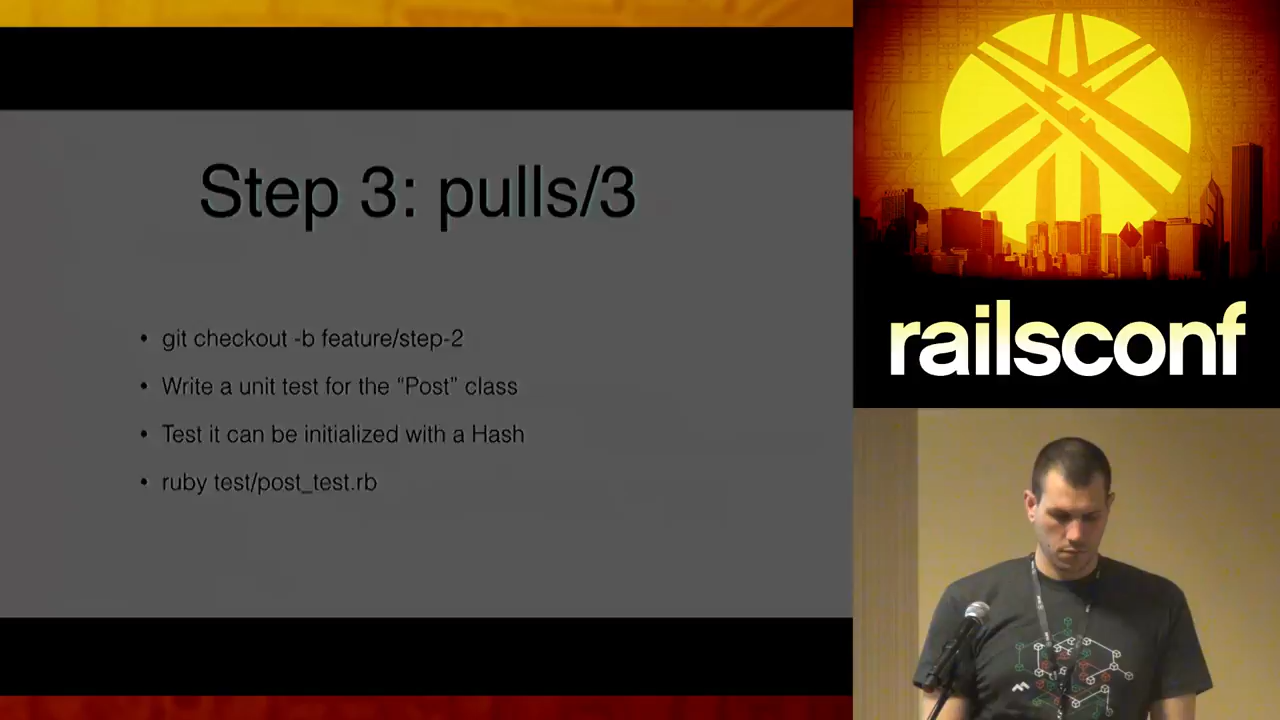 Step 3: pulls/3
• git checkout -b feature/step-2
• Write a unit test for the “Post” class
• Test it can be initialized with a Hash
• ruby test/post_test.rb
railsconf